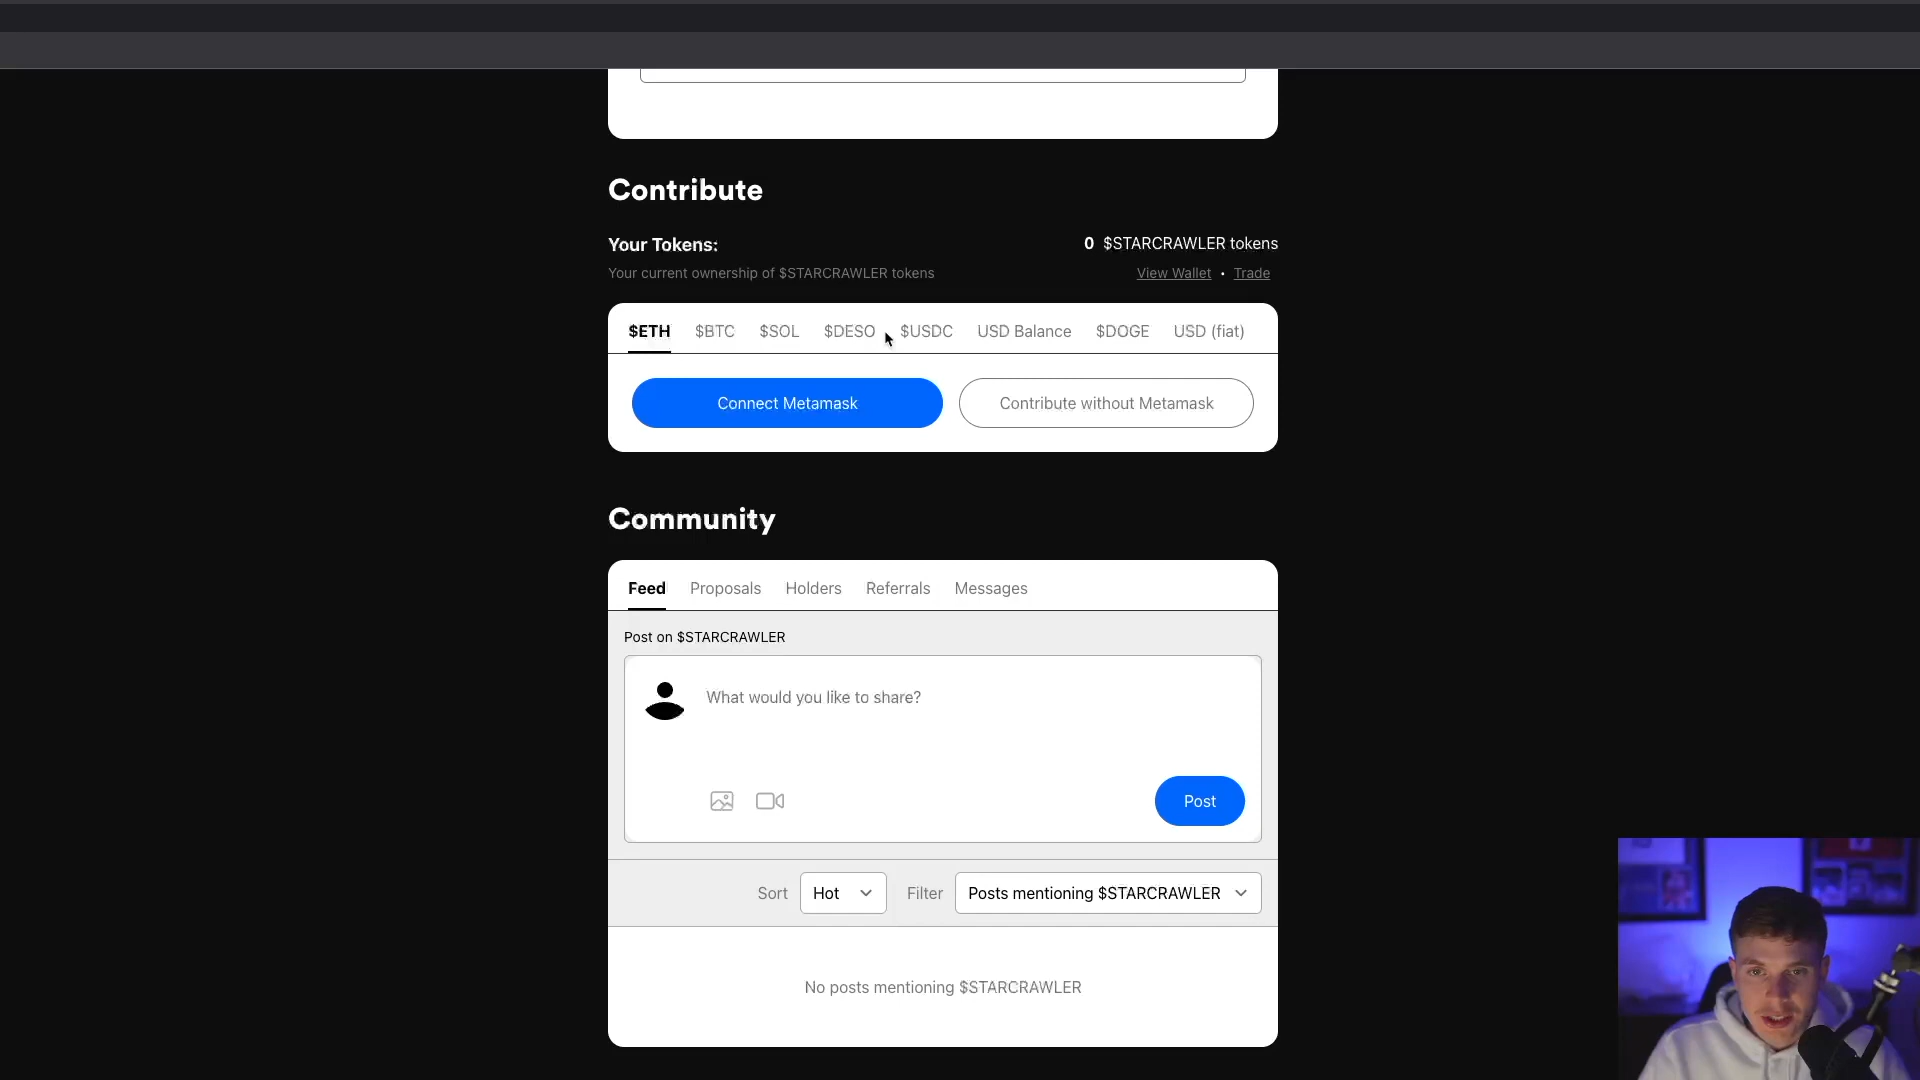 Contribute
Your Tokens:
0 $STARCRAWLER tokens
Your current ownership of $STARCRAWLER tokens
View Wallet • Trade
$ETH $BTC $SOL $DESO $USDC USD Balance $DOGE USD (fiat)
Connect Metamask
Contribute without Metamask
Community
Feed Proposals Holders Referrals Messages
Post on $STARCRAWLER
What would you like to share?
Post
Sort Hot Filter Posts mentioning $STARCRAWLER
No posts mentioning $STARCRAWLER